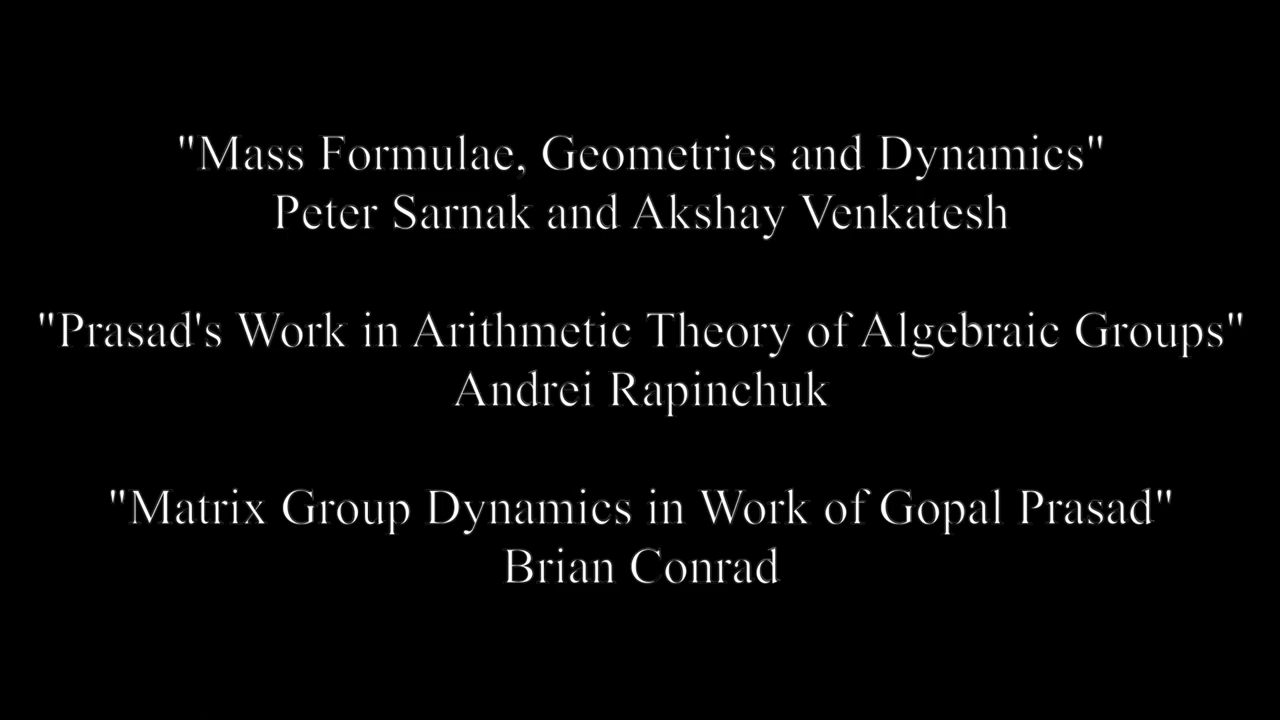 "Mass Formulae, Geometries and Dynamics"
Peter Sarnak and Akshay Venkatesh
"Prasad's Work in Arithmetic Theory of Algebraic Groups"
Andrei Rapinchuk
"Matrix Group Dynamics in Work of Gopal Prasad"
Brian Conrad